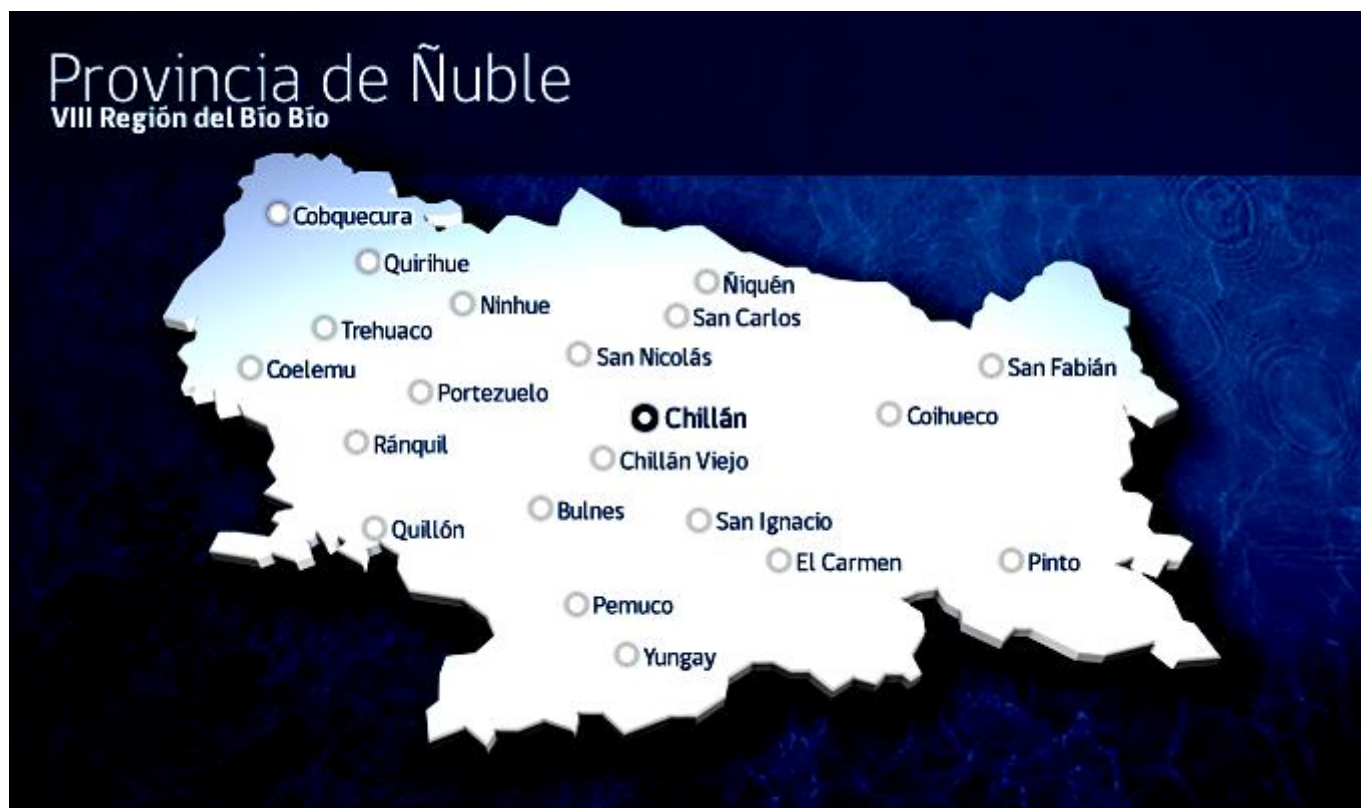 Provincia de Ñuble
VIII Región del Bío Bío
Cobquecura
Quirihue
Ñiquén
Ninhue
San Carlos
Trehuaco
San Nicolás
San Fabián
Coelemu
Portezuelo
Chillán
Coihueco
Ránquil
Chillán Viejo
Bulnes
San Ignacio
Quillón
El Carmen
Pinto
Pemuco
Yungay